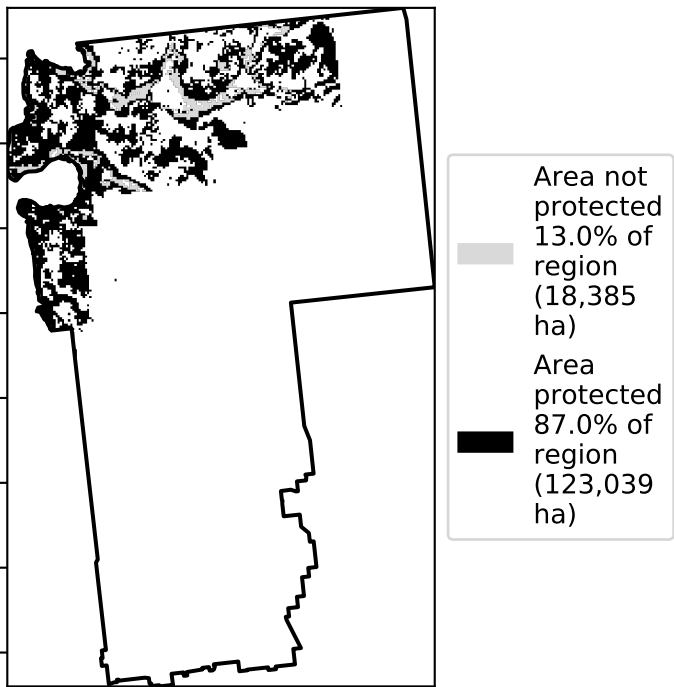 Area not
protected
13.0% of
region
(18,385
ha)
Area
protected
87.0% of
region
(123,039
ha)